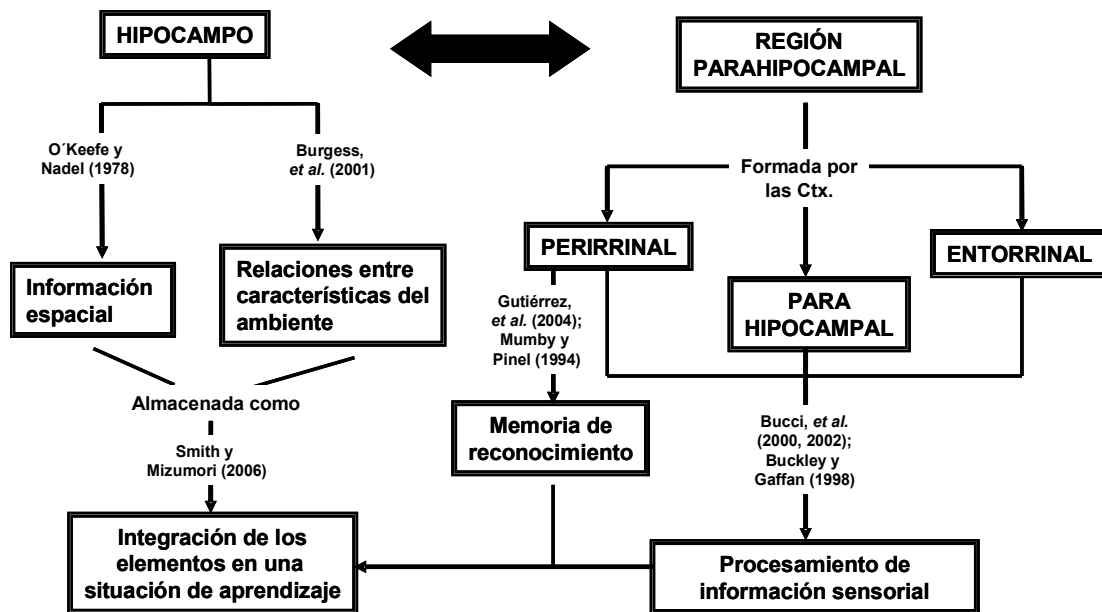 HIPOCAMPO
REGIÓN
PARAHIPOCAMPAL
O´Keefe y
Nadel (1978)
Burgess,
et al. (2001)
Formada por
las Ctx.
PERIRRINAL
ENTORRINAL
PARA
HIPOCAMPAL
Información
espacial
Relaciones entre
características del
ambiente
Gutiérrez,
et al. (2004);
Mumby y
Pinel (1994)
Almacenada como
Smith y
Mizumori (2006)
Memoria de
reconocimiento
Bucci, et al.
(2000, 2002);
Buckley y
Gaffan (1998)
Integración de los
elementos en una
situación de aprendizaje
Procesamiento de
información sensorial